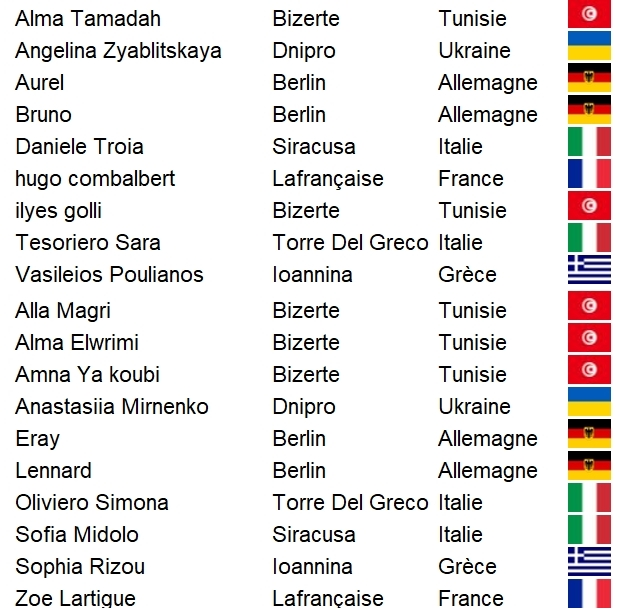 Alma Tamadah Bizerte Tunisie
Angelina Zyablitskaya Dnipro Ukraine
Aurel Berlin Allemagne
Bruno Berlin Allemagne
Daniele Troia Siracusa Italie
hugo combalbert Lafrançaise France
ilyes golli Bizerte Tunisie
Tesoriero Sara Torre Del Greco Italie
Vasileios Poulianos Ioannina Grèce
Alla Magri Bizerte Tunisie
Alma Elwrimi Bizerte Tunisie
Amna Ya koubi Bizerte Tunisie
Anastasiia Mirnenko Dnipro Ukraine
Eray Berlin Allemagne
Lennard Berlin Allemagne
Oliviero Simona Torre Del Greco Italie
Sofia Midolo Siracusa Italie
Sophia Rizou Ioannina Grèce
Zoe Lartigue Lafrançaise France